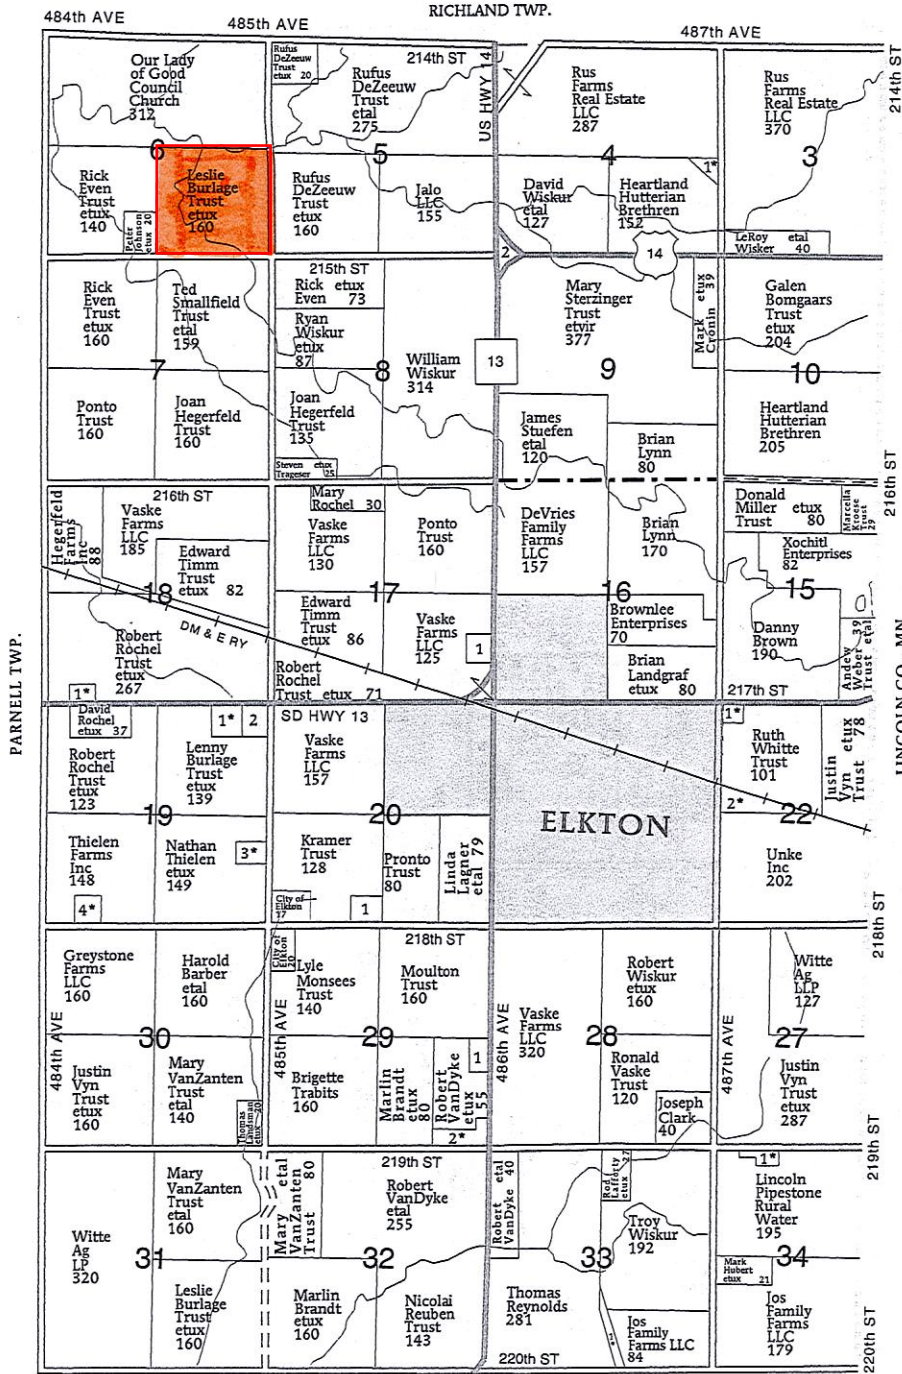 RICHLAND TWP.
484th AVE
485th AVE
487th AVE
214th ST
US HWY 14
214th ST
Our Lady
of Good
Council
Church
312
Rufus
DeZeeuw
Trust
etux 20
Rufus
DeZeeuw
Trust
etal
275
Rus
Farms
Real Estate
LLC
287
Rus
Farms
Real Estate
LLC
370
6
5
4
3
1*
Rick
Even
Trust
etux
140
Peter
Johnson
etux 20
Leslie
Burlage
Trust
etux
160
Rufus
DeZeeuw
Trust
etux
160
Jalo
LLC
155
David
Wiskur
etal
127
Heartland
Hutterian
Brethren
152
LeRoy etal
Wisker 40
2
14
215th ST
Rick
Even
Trust
etux
160
Ted
Smallfield
Trust
etal
159
Rick etux
Even 73
Ryan
Wiskur
etux
87
William
Wiskur
314
Mary
Sterzinger
Trust
etvir
377
Mark etux
Cronin 39
Galen
Bomgaars
Trust
etux
204
7
8
13
9
10
Ponto
Trust
160
Joan
Hegerfeld
Trust
160
Joan
Hegerfeld
Trust
135
Steven etux
Trageser 25
James
Stuefen
etal
120
Brian
Lynn
80
Heartland
Hutterian
Brethren
205
216th ST
216th ST
Hegerfeld
Farms
Inc
88
Vaske
Farms
LLC
185
Edward
Timm
Trust
etux 82
Mary
Rochel 30
Vaske
Farms
LLC
130
Ponto
Trust
160
DeVries
Family
Farms
LLC
157
Brian
Lynn
170
Donald
Miller etux
Trust 80
Marcella
Kroese
Trust
29
Xochitl
Enterprises
82
18
17
16
15
DM & E RY
Robert
Rochel
Trust
etux
267
1*
Edward
Timm
Trust
etux 86
Robert
Rochel
Trust etux 71
Vaske
Farms
LLC
125
1
Brownlee
Enterprises
70
Brian
Landgraf
etux 80
Danny
Brown
190
Andew
Weber 39
Trust etal
217th ST
PARNELL TWP.
LINCOLN CO., MN
David
Rochel
etux 37
1*
2
SD HWY 13
Robert
Rochel
Trust
etux
123
Lenny
Burlage
Trust
etux
139
Vaske
Farms
LLC
157
1*
Ruth
Whitte
Trust
101
2*
Justin etux
Vyn
Trust 78
19
20
ELKTON
22
Thielen
Farms
Inc
148
4*
Nathan
Thielen
etux
149
3*
Kramer
Trust
128
City of
Elkton
17
1
Pronto
Trust
80
Linda
Lagner
etal 79
Unke
Inc
202
218th ST
218th ST
Greystone
Farms
LLC
160
Harold
Barber
etal
160
City of
Elkton
20
Lyle
Monsees
Trust
140
Moulton
Trust
160
Vaske
Farms
LLC
320
Robert
Wiskur
etux
160
Witte
Ag
LLP
127
484th AVE
485th AVE
486th AVE
487th AVE
30
29
28
27
Justin
Vyn
Trust
etux
160
Mary
VanZanten
Trust
etal
140
Thomas
Landsman
etux 20
Brigette
Trabits
160
Marlin
Brandt
etux
80
Robert
VanDyke
etux
55
1
2*
Ronald
Vaske
Trust
120
Joseph
Clark
40
Justin
Vyn
Trust
etux
287
219th ST
219th ST
Witte
Ag
LP
320
Mary
VanZanten
Trust
etal
160
Mary etal
VanZanten
Trust 80
Robert
VanDyke
etal
255
Robert etal
VanDyke 40
Rod
Lafferty
etux 27
Troy
Wiskur
192
1*
Lincoln
Pipestone
Rural
Water
195
31
32
33
34
Mark
Hubert
etux 21
Leslie
Burlage
Trust
etux
160
Marlin
Brandt
etux
160
Nicolai
Reuben
Trust
143
Thomas
Reynolds
281
Jos
Family
Farms LLC
84
Jos
Family
Farms
LLC
179
220th ST
220th ST